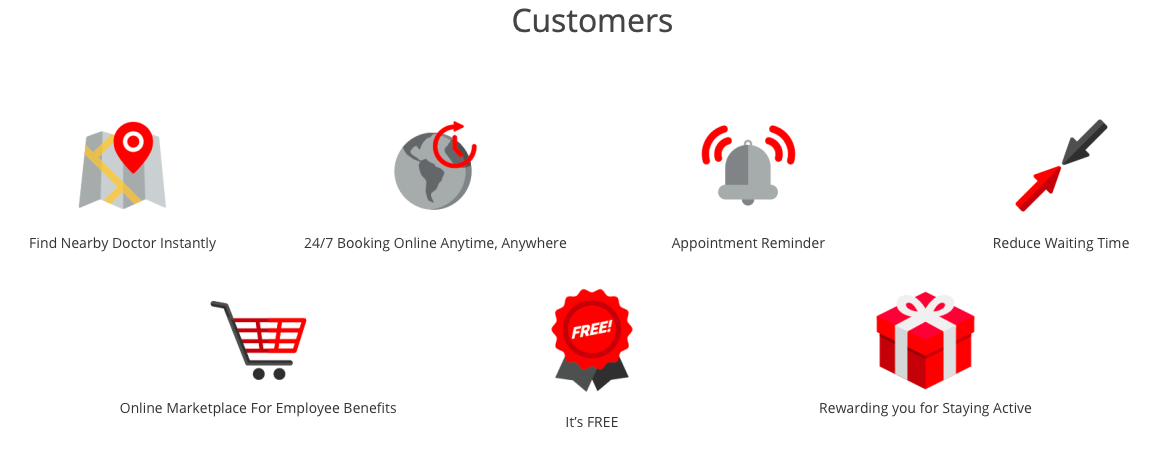 Customers
Find Nearby Doctor Instantly
24/7 Booking Online Anytime, Anywhere
Appointment Reminder
Reduce Waiting Time
FREE!
Online Marketplace For Employee Benefits
It's FREE
Rewarding you for Staying Active